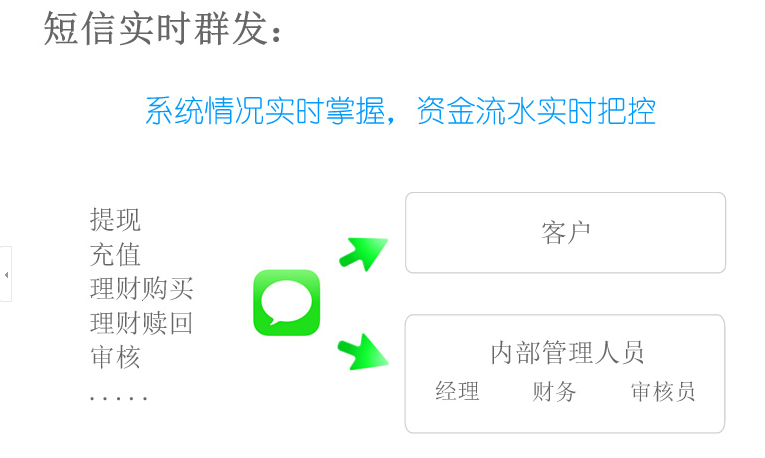 短信实时群发：
系统情况实时掌握，资金流水实时把控
提现
充值
理财购买
理财赎回
审核
.....
客户
内部管理人员
经理 财务 审核员